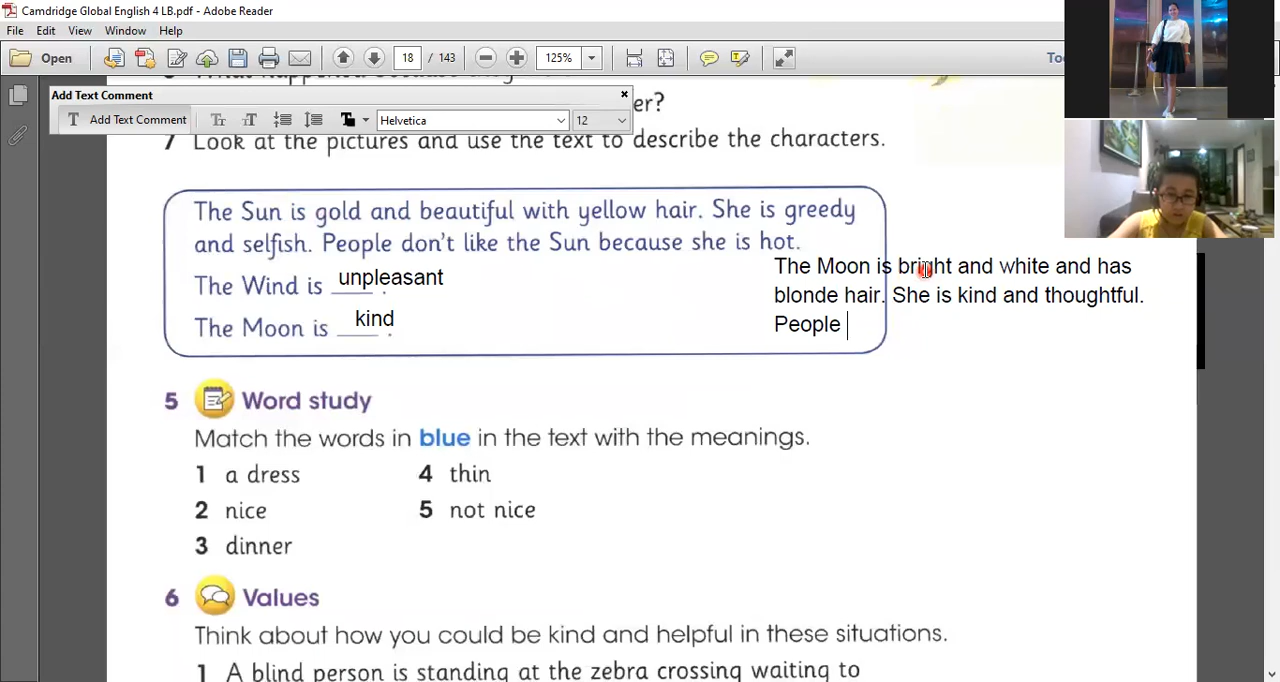 Camdridge Global English 4 LB.pdf - Adobe Reader
File Edit View Window Help
Open 18 / 143 125%
Add Text Comment
er?
Add Text Comment Helvetica 12
7 Look at the pictures and use the text to describe the characters.
The Sun is gold and beautiful with yellow hair. She is greedy
and selfish. People don't like the Sun because she is hot.
The Wind is unpleasant .
The Moon is kind .
The Moon is bright and white and has
blonde hair. She is kind and thoughtful.
People
5 Word study
Match the words in blue in the text with the meanings.
1 a dress 4 thin
2 nice 5 not nice
3 dinner
6 Values
Think about how you could be kind and helpful in these situations.
1 A blind person is standing at the zebra crossing waiting to